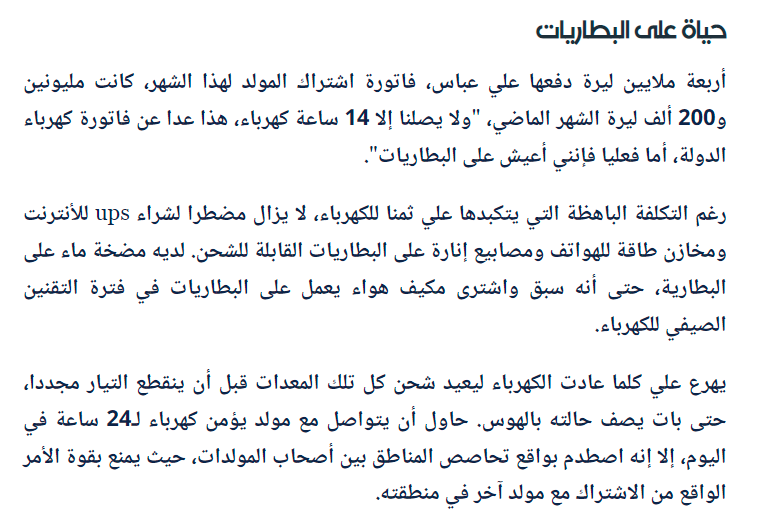 حياة على البطاريات
أربعة ملايين ليرة دفعها علي عباس، فاتورة اشتراك المولد لهذا الشهر، كانت مليونين
و200 ألف ليرة الشهر الماضي، "ولا يصلنا إلا 14 ساعة كهرباء، هذا عدا عن فاتورة كهرباء
الدولة، أما فعليا فإنني أعيش على البطاريات".
رغم التكلفة الباهظة التي يتكبدها علي ثمنا للكهرباء، لا يزال مضطرا لشراء ups للأنترنت
ومخازن طاقة للهواتف ومصابيع إنارة على البطاريات القابلة للشحن. لديه مضخة ماء على
البطارية، حتى أنه سبق واشترى مكيف هواء يعمل على البطاريات في فترة التقنين
الصيفي للكهرباء.
يهرع علي كلما عادت الكهرباء ليعيد شحن كل تلك المعدات قبل أن ينقطع التيار مجددا،
حتى بات يصف حالته بالهوس. حاول أن يتواصل مع مولد يؤمن كهرباء لـ24 ساعة في
اليوم، إلا إنه اصطدم بواقع تحاصص المناطق بين أصحاب المولدات، حيث يمنع بقوة الأمر
الواقع من الاشتراك مع مولد آخر في منطقته.